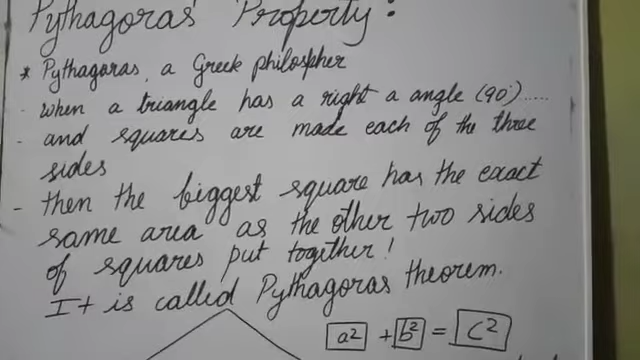 Pythagoras' Property:
* Pythagoras, a Greek philospher
- when a triangle has a right a angle (90°).....
- and squares are made each of the three
sides
- then the biggest square has the exact
same area as the other two sides
of squares put together!
It is called Pythagoras theorem.
a² + b² = c²